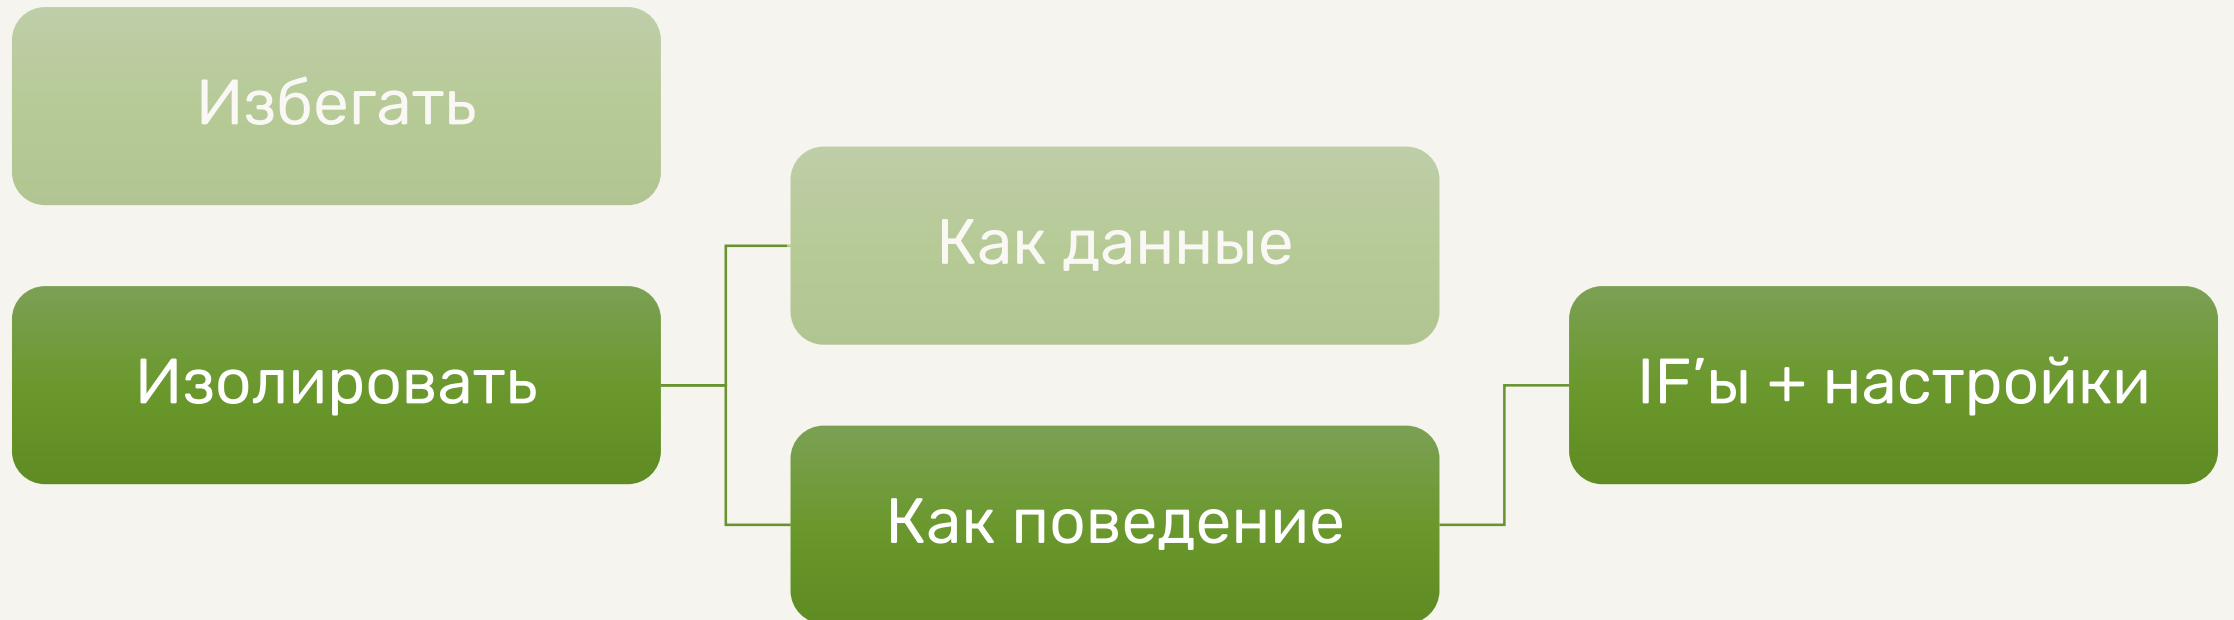 Избегать
Изолировать
Как данные
Как поведение
IF’ы + настройки